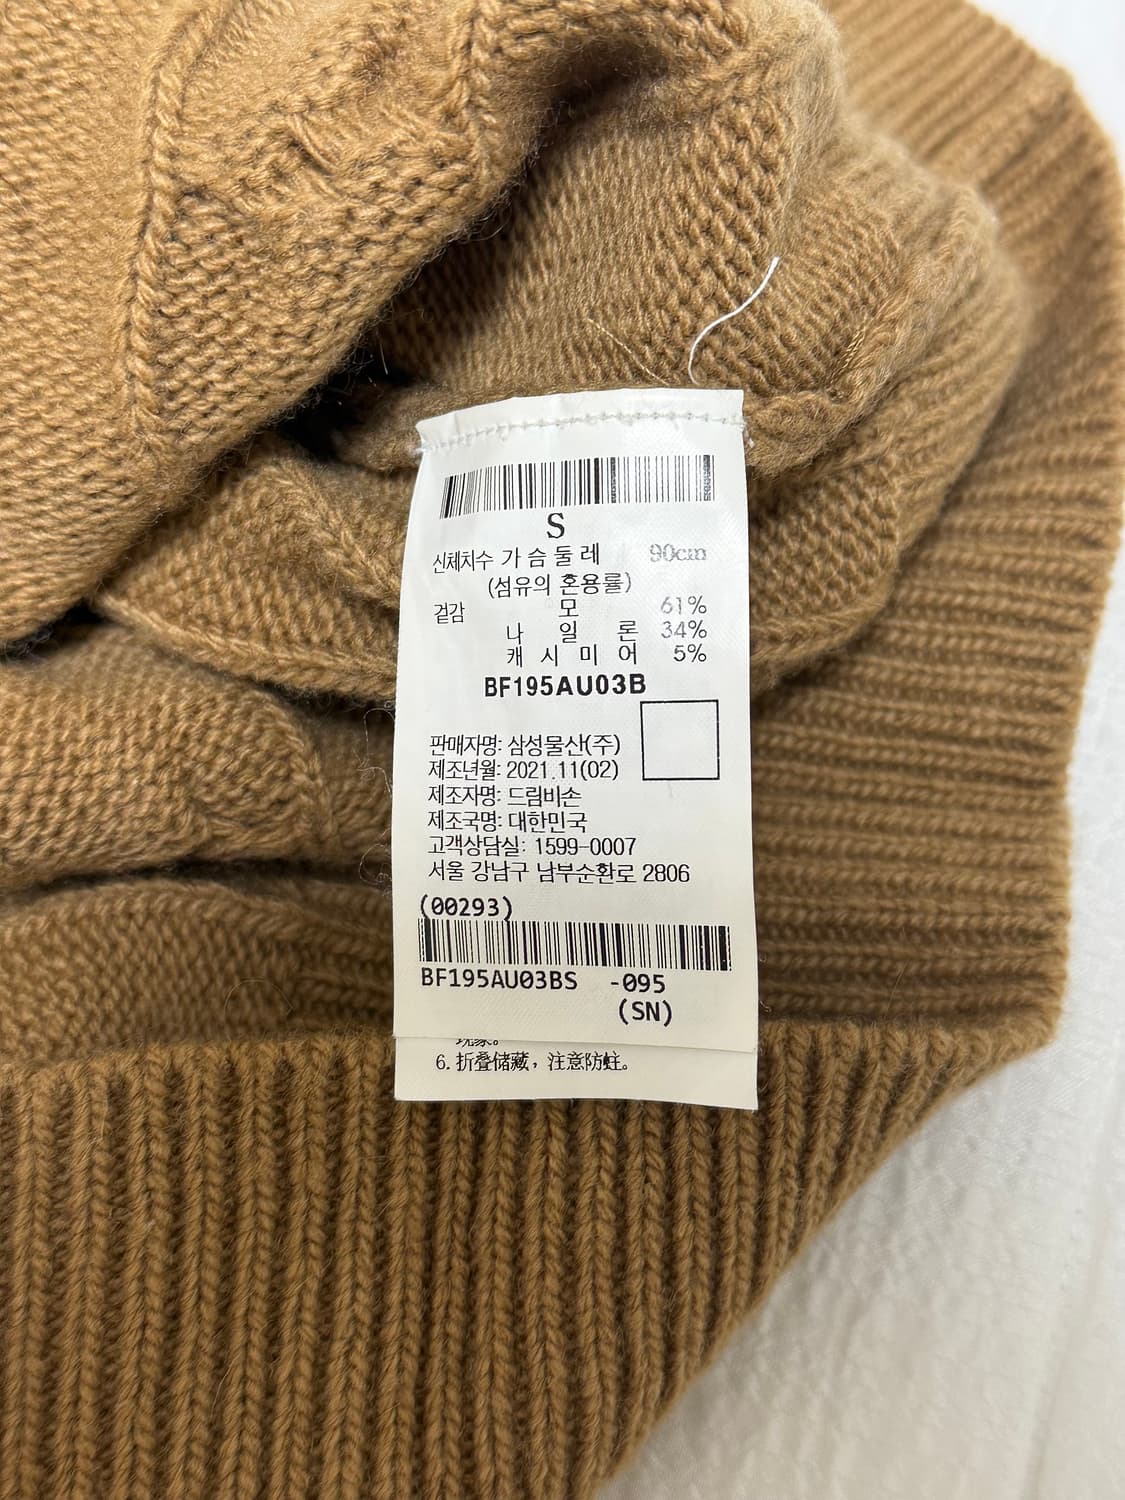 S
신체치수 가슴둘레 90cm
(섬유의 혼용률)
겉감 모 61%
나 일 론 34%
캐 시 미 어 5%
BF195AU03B
판매자명: 삼성물산(주)
제조년월: 2021.11(02)
제조자명: 드림비손
제조국명: 대한민국
고객상담실: 1599-0007
서울 강남구 남부순환로 2806
(00293)
BF195AU03BS -095
(SN)
现象。
6. 折叠储藏，注意防蛀。